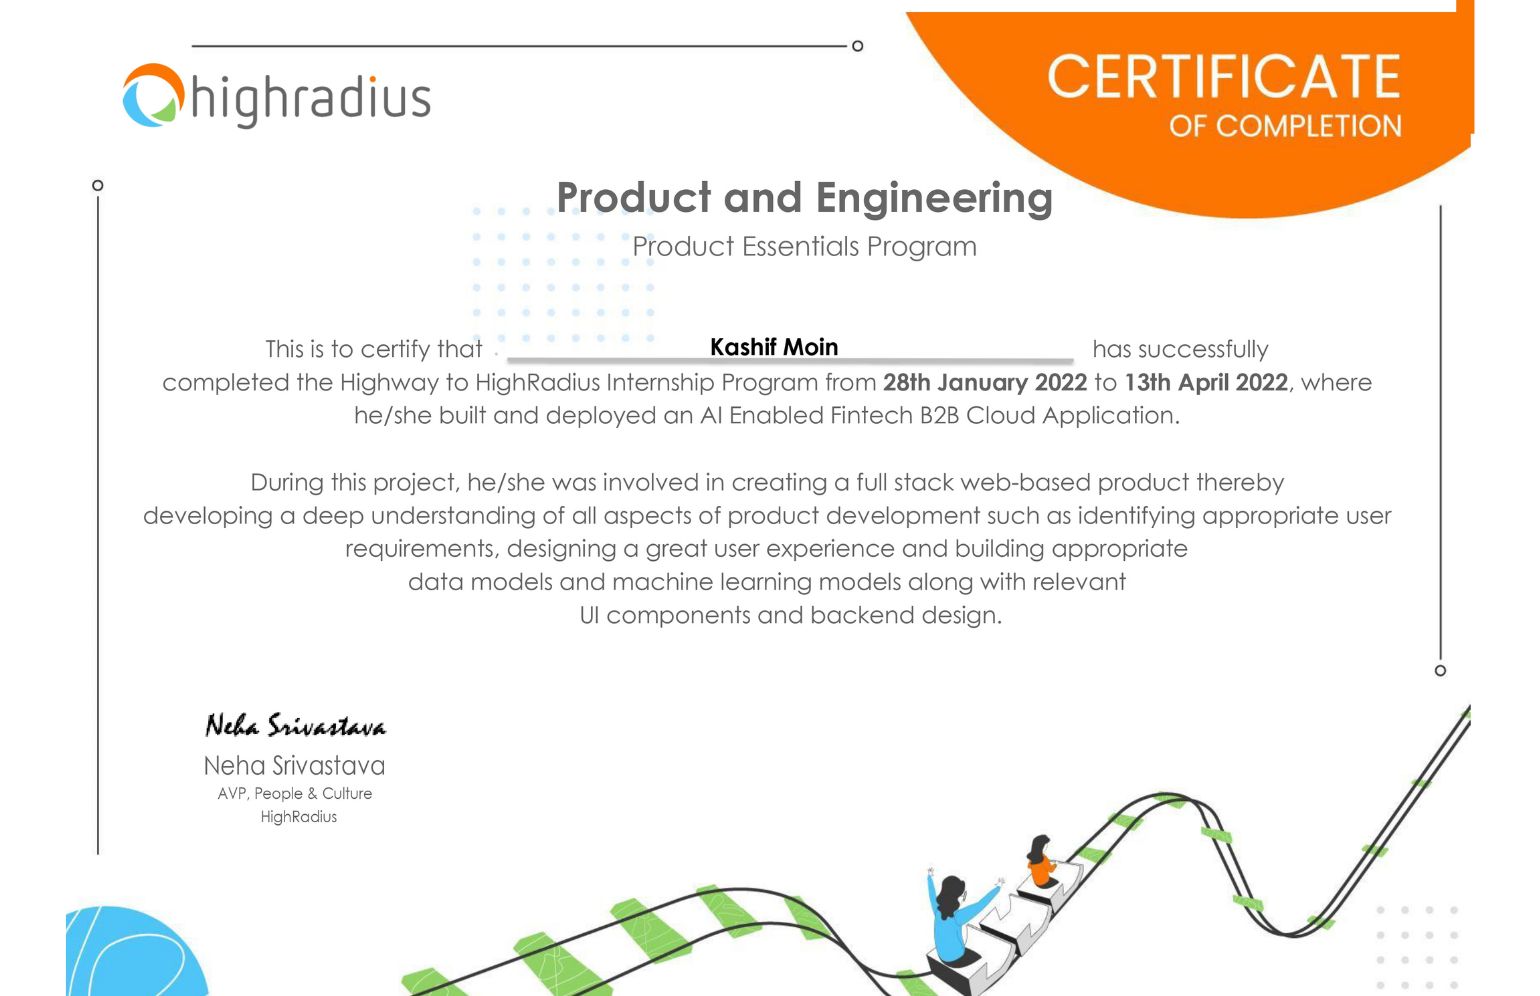 highradius
CERTIFICATE
OF COMPLETION
Product and Engineering
Product Essentials Program
This is to certify that Kashif Moin has successfully
completed the Highway to HighRadius Internship Program from 28th January 2022 to 13th April 2022, where
he/she built and deployed an AI Enabled Fintech B2B Cloud Application.
During this project, he/she was involved in creating a full stack web-based product thereby
developing a deep understanding of all aspects of product development such as identifying appropriate user
requirements, designing a great user experience and building appropriate
data models and machine learning models along with relevant
UI components and backend design.
Neha Srivastava
Neha Srivastava
AVP, People & Culture
HighRadius